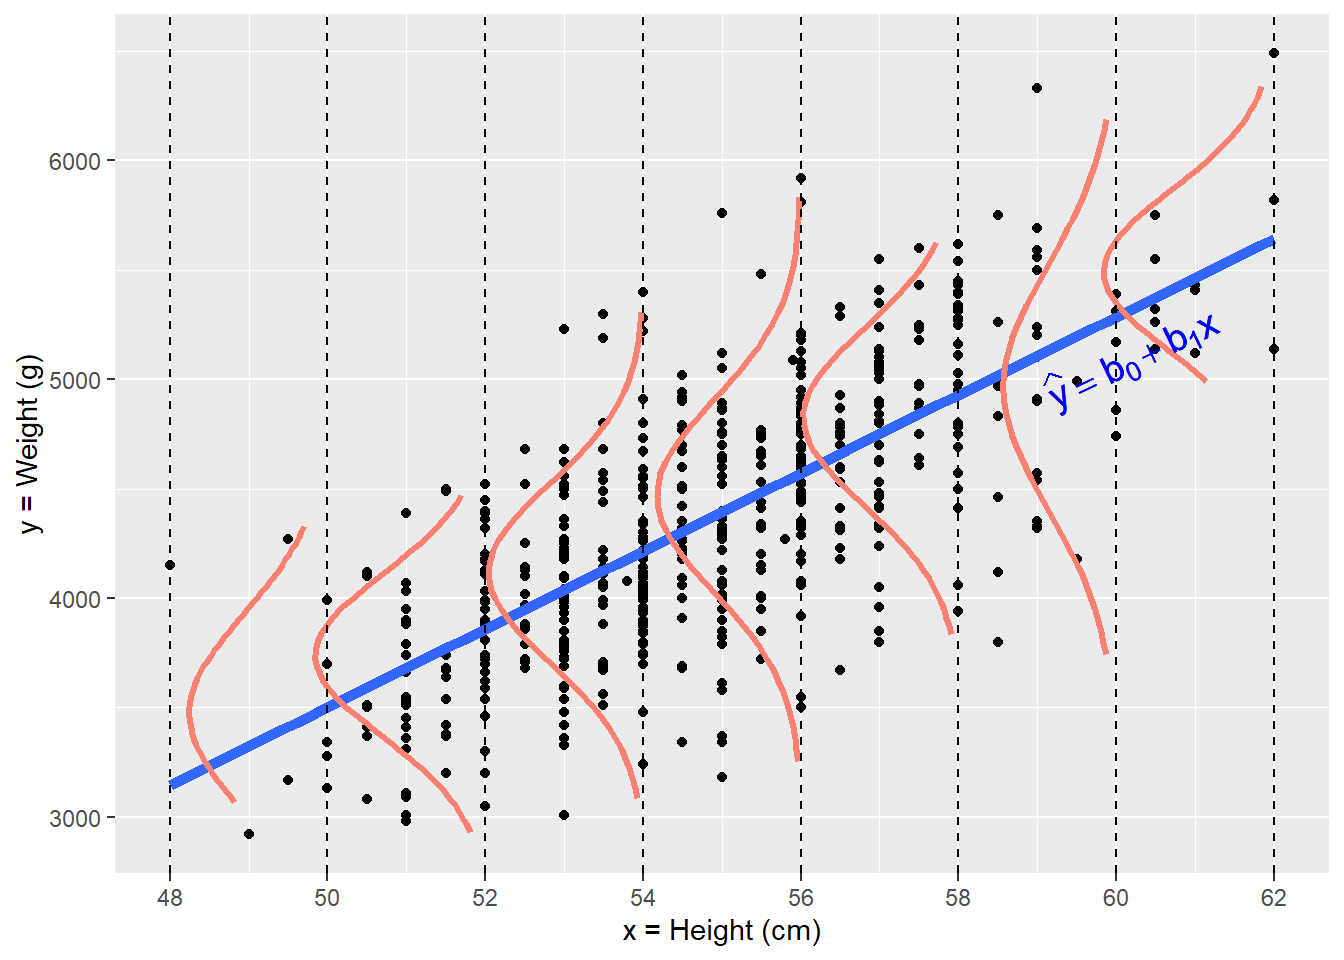 6000
5000
4000
3000
y = Weight (g)
ŷ = b₀ + b₁x
48 50 52 54 56 58 60 62
x = Height (cm)